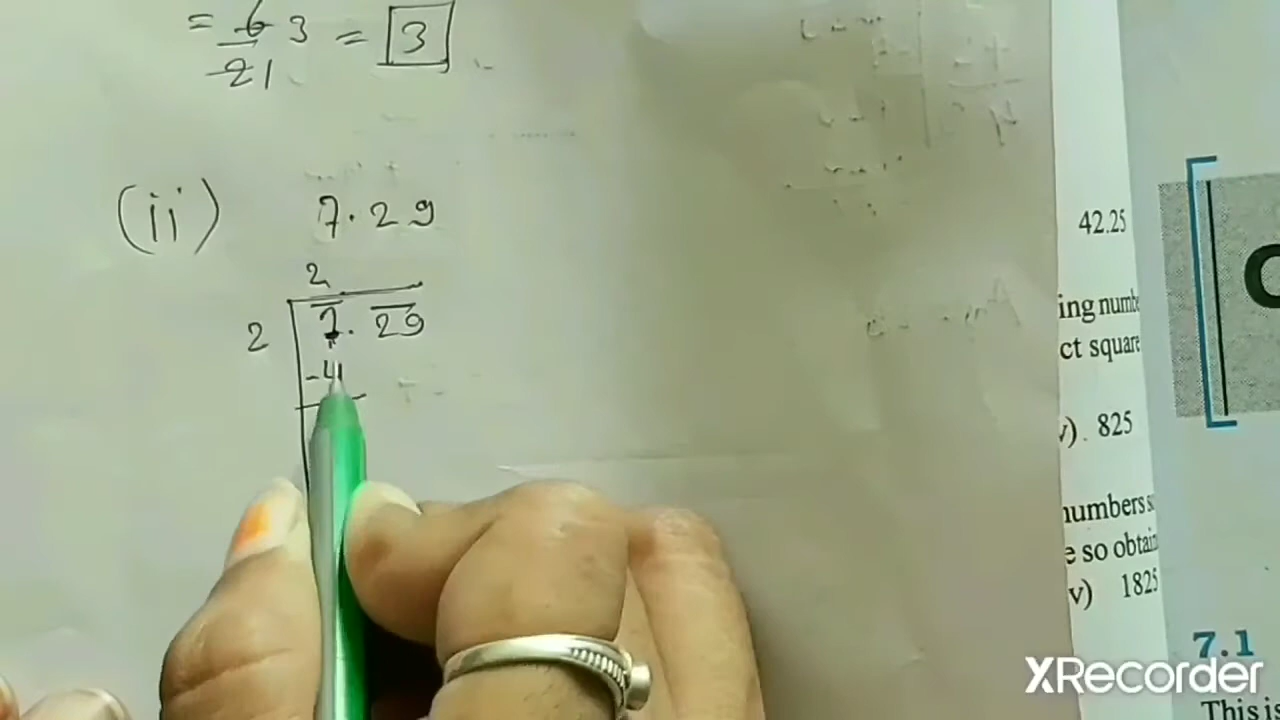 = 6 3 = 3
21
(ii) 7.29
2
2 7.29
-4
42.25
ing numb
ct square
v) 825
numbers s
e so obtain
v) 1825
7.1
This is
XRecorder